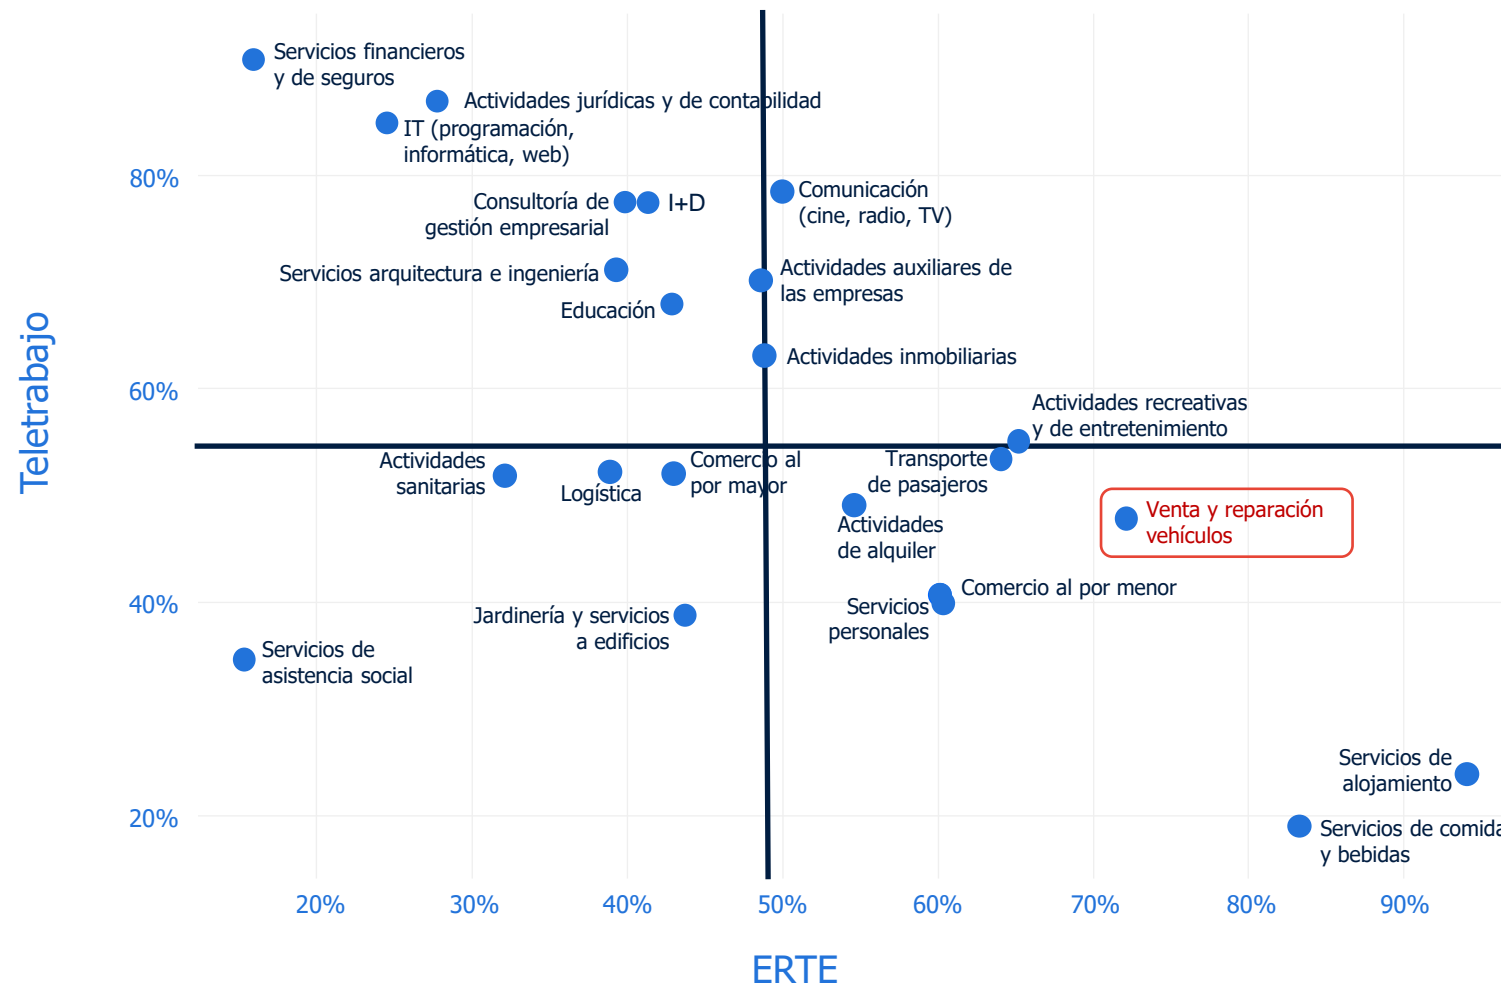 Servicios financieros
y de seguros
Actividades jurídicas y de contabilidad
IT (programación,
informática, web)
80%
Consultoría de
gestión empresarial
I+D
Comunicación
(cine, radio, TV)
Servicios arquitectura e ingeniería
Actividades auxiliares de
las empresas
Educación
Actividades inmobiliarias
60%
Teletrabajo
Actividades recreativas
y de entretenimiento
Actividades
sanitarias
Logística
Comercio al
por mayor
Transporte
de pasajeros
Actividades
de alquiler
Venta y reparación
vehículos
40%
Comercio al por menor
Servicios
personales
Jardinería y servicios
a edificios
Servicios de
asistencia social
Servicios de
alojamiento
20%
Servicios de comida
y bebidas
20% 30% 40% 50% 60% 70% 80% 90%
ERTE